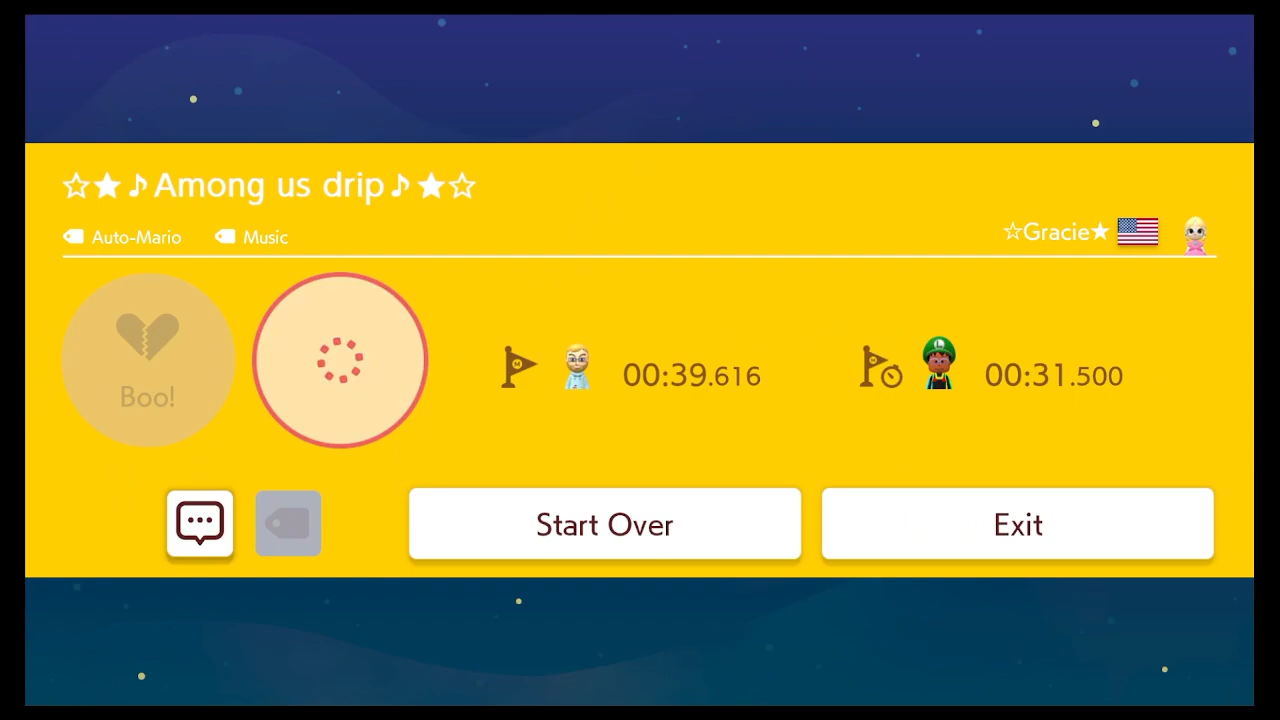 ☆★♪Among us drip♪★☆
Auto-Mario Music
☆Gracie★
Boo!
00:39.616
00:31.500
Start Over
Exit